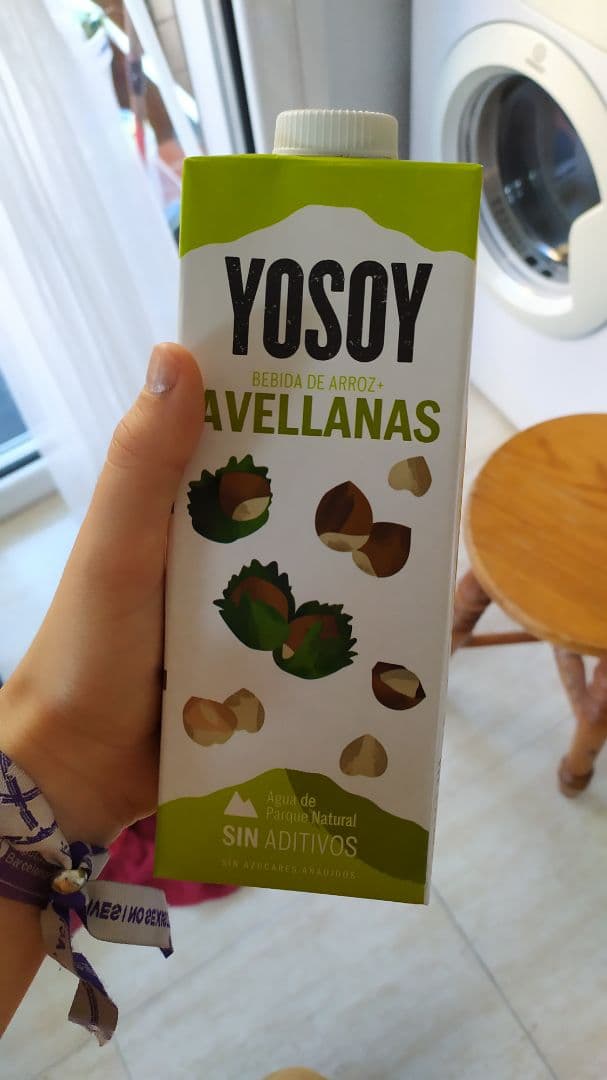 YOSOY
BEBIDA DE ARROZ+
AVELLANAS
Agua de
Parque Natural
SIN ADITIVOS
SIN AZÚCARES AÑADIDOS